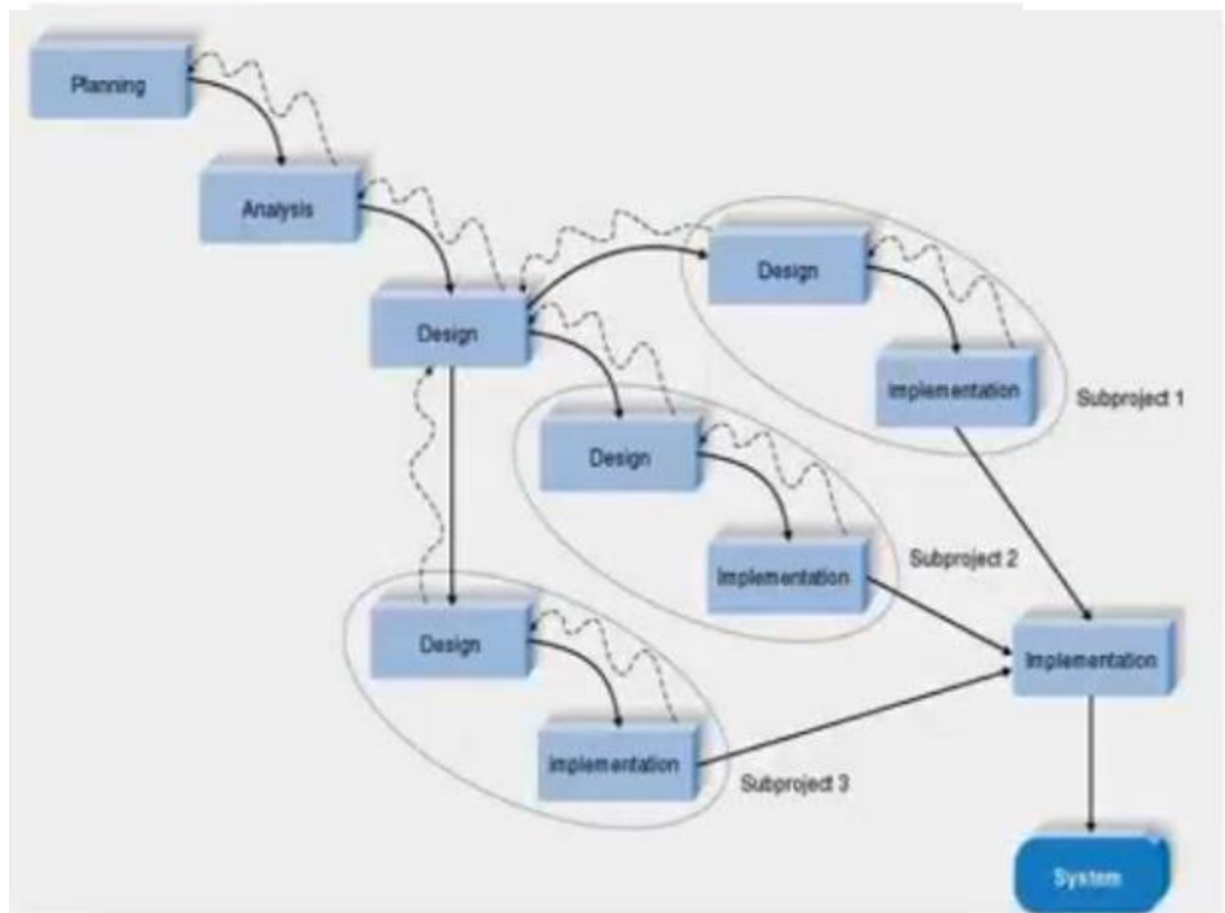 Planning
Analysis
Design
Design
Implementation
Subproject 1
Design
Implementation
Subproject 2
Design
Implementation
Subproject 3
Implementation
System